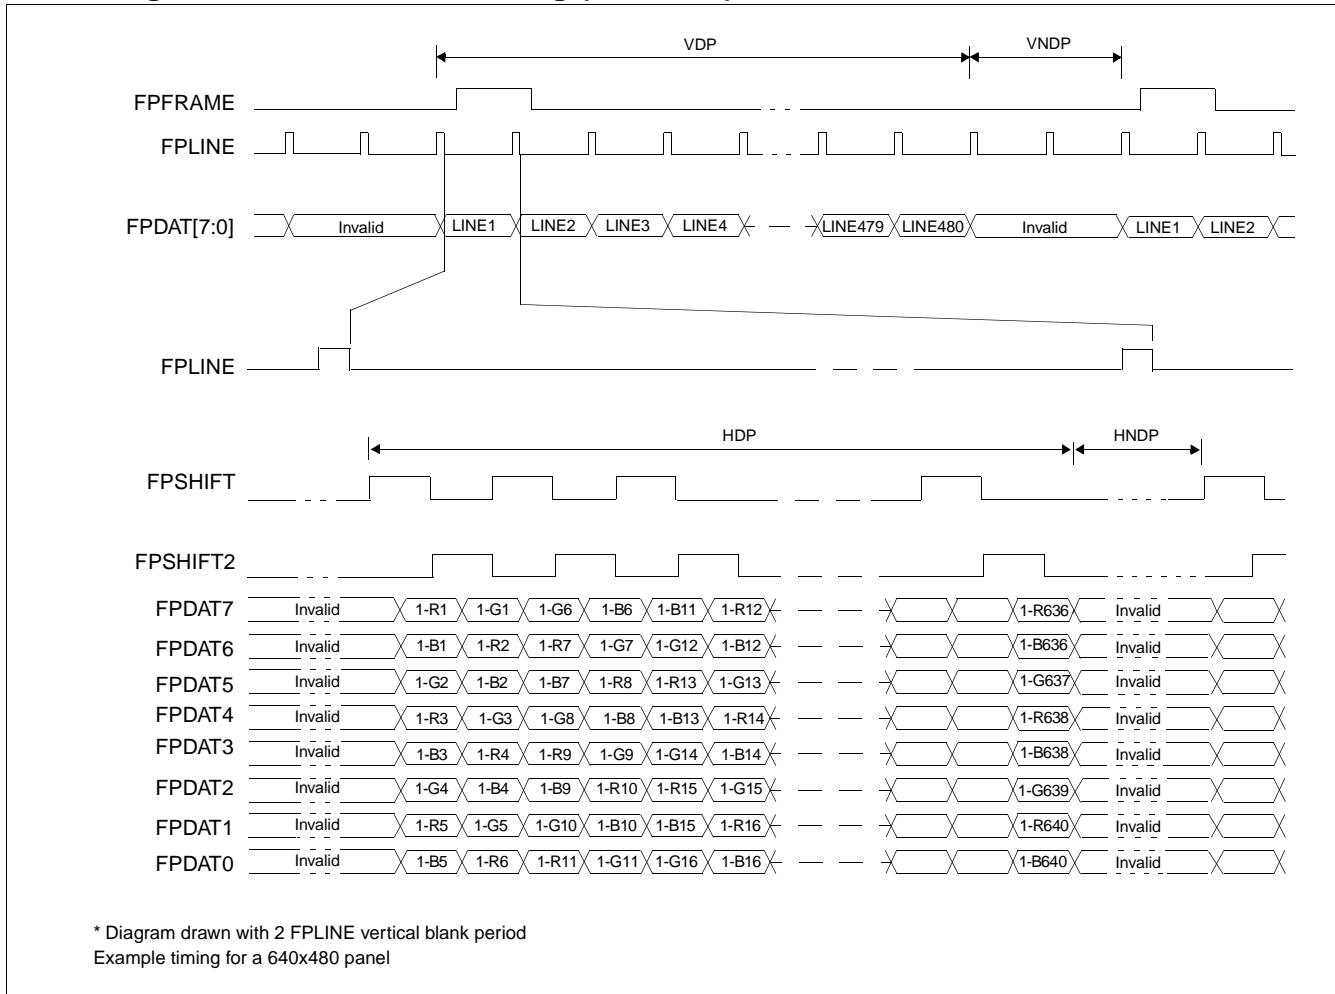 VDP VNDP
FPFRAME
FPLINE
FPDAT[7:0] Invalid LINE1 LINE2 LINE3 LINE4 LINE479 LINE480 Invalid LINE1 LINE2
FPLINE
HDP HNDP
FPSHIFT
FPSHIFT2
FPDAT7 Invalid 1-R1 1-G1 1-G6 1-B6 1-B11 1-R12 1-R636 Invalid
FPDAT6 Invalid 1-B1 1-R2 1-R7 1-G7 1-G12 1-B12 1-B636 Invalid
FPDAT5 Invalid 1-G2 1-B2 1-B7 1-R8 1-R13 1-G13 1-G637 Invalid
FPDAT4 Invalid 1-R3 1-G3 1-G8 1-B8 1-B13 1-R14 1-R638 Invalid
FPDAT3 Invalid 1-B3 1-R4 1-R9 1-G9 1-G14 1-B14 1-B638 Invalid
FPDAT2 Invalid 1-G4 1-B4 1-B9 1-R10 1-R15 1-G15 1-G639 Invalid
FPDAT1 Invalid 1-R5 1-G5 1-G10 1-B10 1-B15 1-R16 1-R640 Invalid
FPDAT0 Invalid 1-B5 1-R6 1-R11 1-G11 1-G16 1-B16 1-B640 Invalid
* Diagram drawn with 2 FPLINE vertical blank period
Example timing for a 640x480 panel